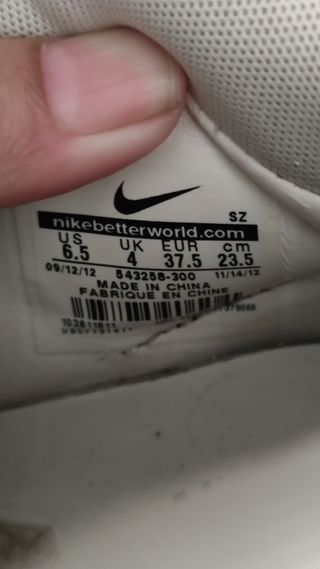 SZ
nikebetterworld.com
US UK EUR cm
6.5 4 37.5 23.5
09/12/12 543258-300 11/14/12
MADE IN CHINA
FABRIQUE EN CHINE